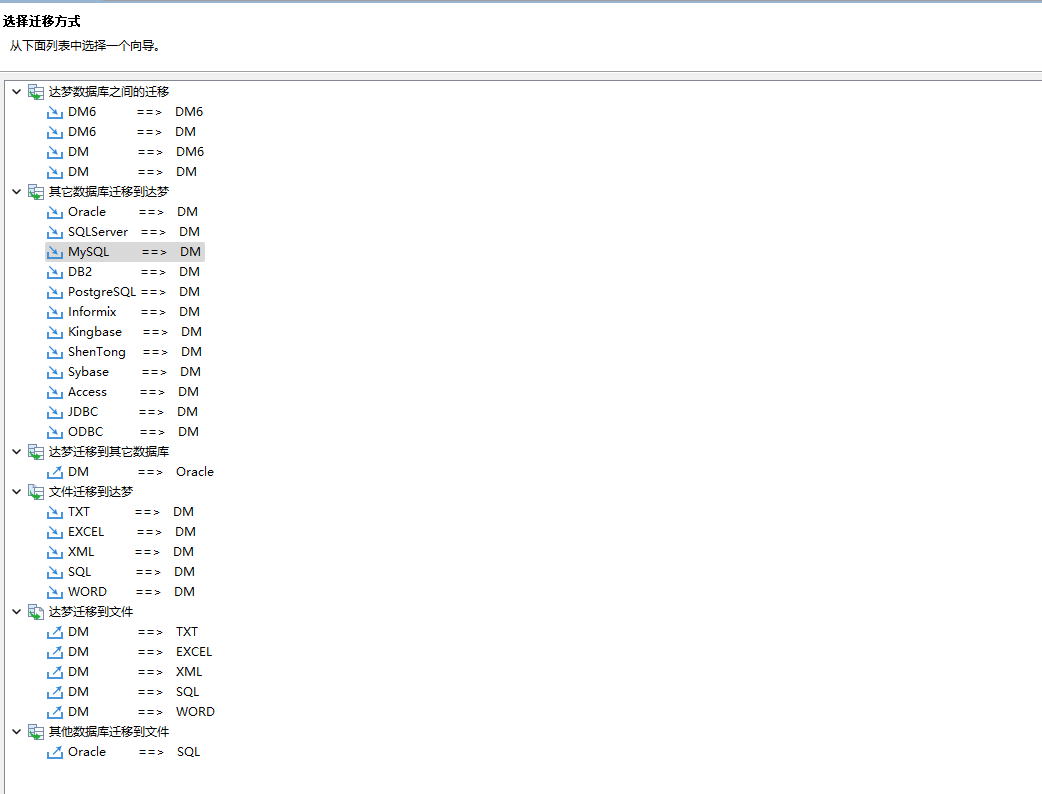 选择迁移方式
从下面列表中选择一个向导。
达梦数据库之间的迁移
DM6 ==> DM6
DM6 ==> DM
DM ==> DM6
DM ==> DM
其它数据库迁移到达梦
Oracle ==> DM
SQLServer ==> DM
MySQL ==> DM
DB2 ==> DM
PostgreSQL ==> DM
Informix ==> DM
Kingbase ==> DM
ShenTong ==> DM
Sybase ==> DM
Access ==> DM
JDBC ==> DM
ODBC ==> DM
达梦迁移到其它数据库
DM ==> Oracle
文件迁移到达梦
TXT ==> DM
EXCEL ==> DM
XML ==> DM
SQL ==> DM
WORD ==> DM
达梦迁移到文件
DM ==> TXT
DM ==> EXCEL
DM ==> XML
DM ==> SQL
DM ==> WORD
其他数据库迁移到文件
Oracle ==> SQL